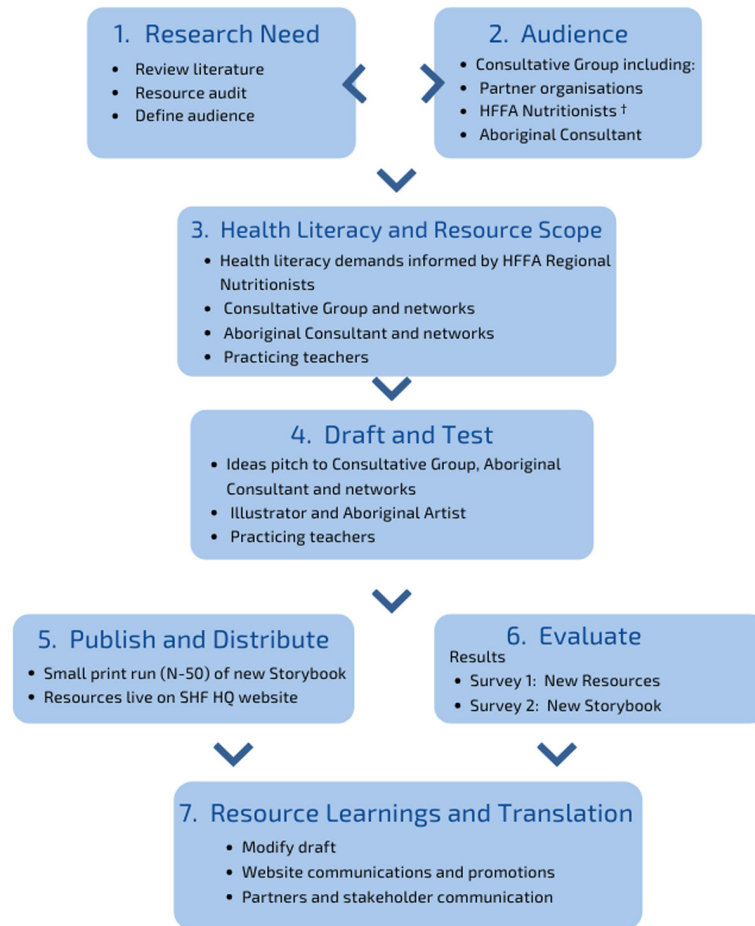 1. Research Need
• Review literature
• Resource audit
• Define audience
2. Audience
• Consultative Group including:
• Partner organisations
• HFFA Nutritionists †
• Aboriginal Consultant
3. Health Literacy and Resource Scope
• Health literacy demands informed by HFFA Regional
Nutritionists
• Consultative Group and networks
• Aboriginal Consultant and networks
• Practicing teachers
4. Draft and Test
• Ideas pitch to Consultative Group, Aboriginal
Consultant and networks
• Illustrator and Aboriginal Artist
• Practicing teachers
5. Publish and Distribute
• Small print run (N-50) of new Storybook
• Resources live on SHF HQ website
6. Evaluate
Results
• Survey 1: New Resources
• Survey 2: New Storybook
7. Resource Learnings and Translation
• Modify draft
• Website communications and promotions
• Partners and stakeholder communication